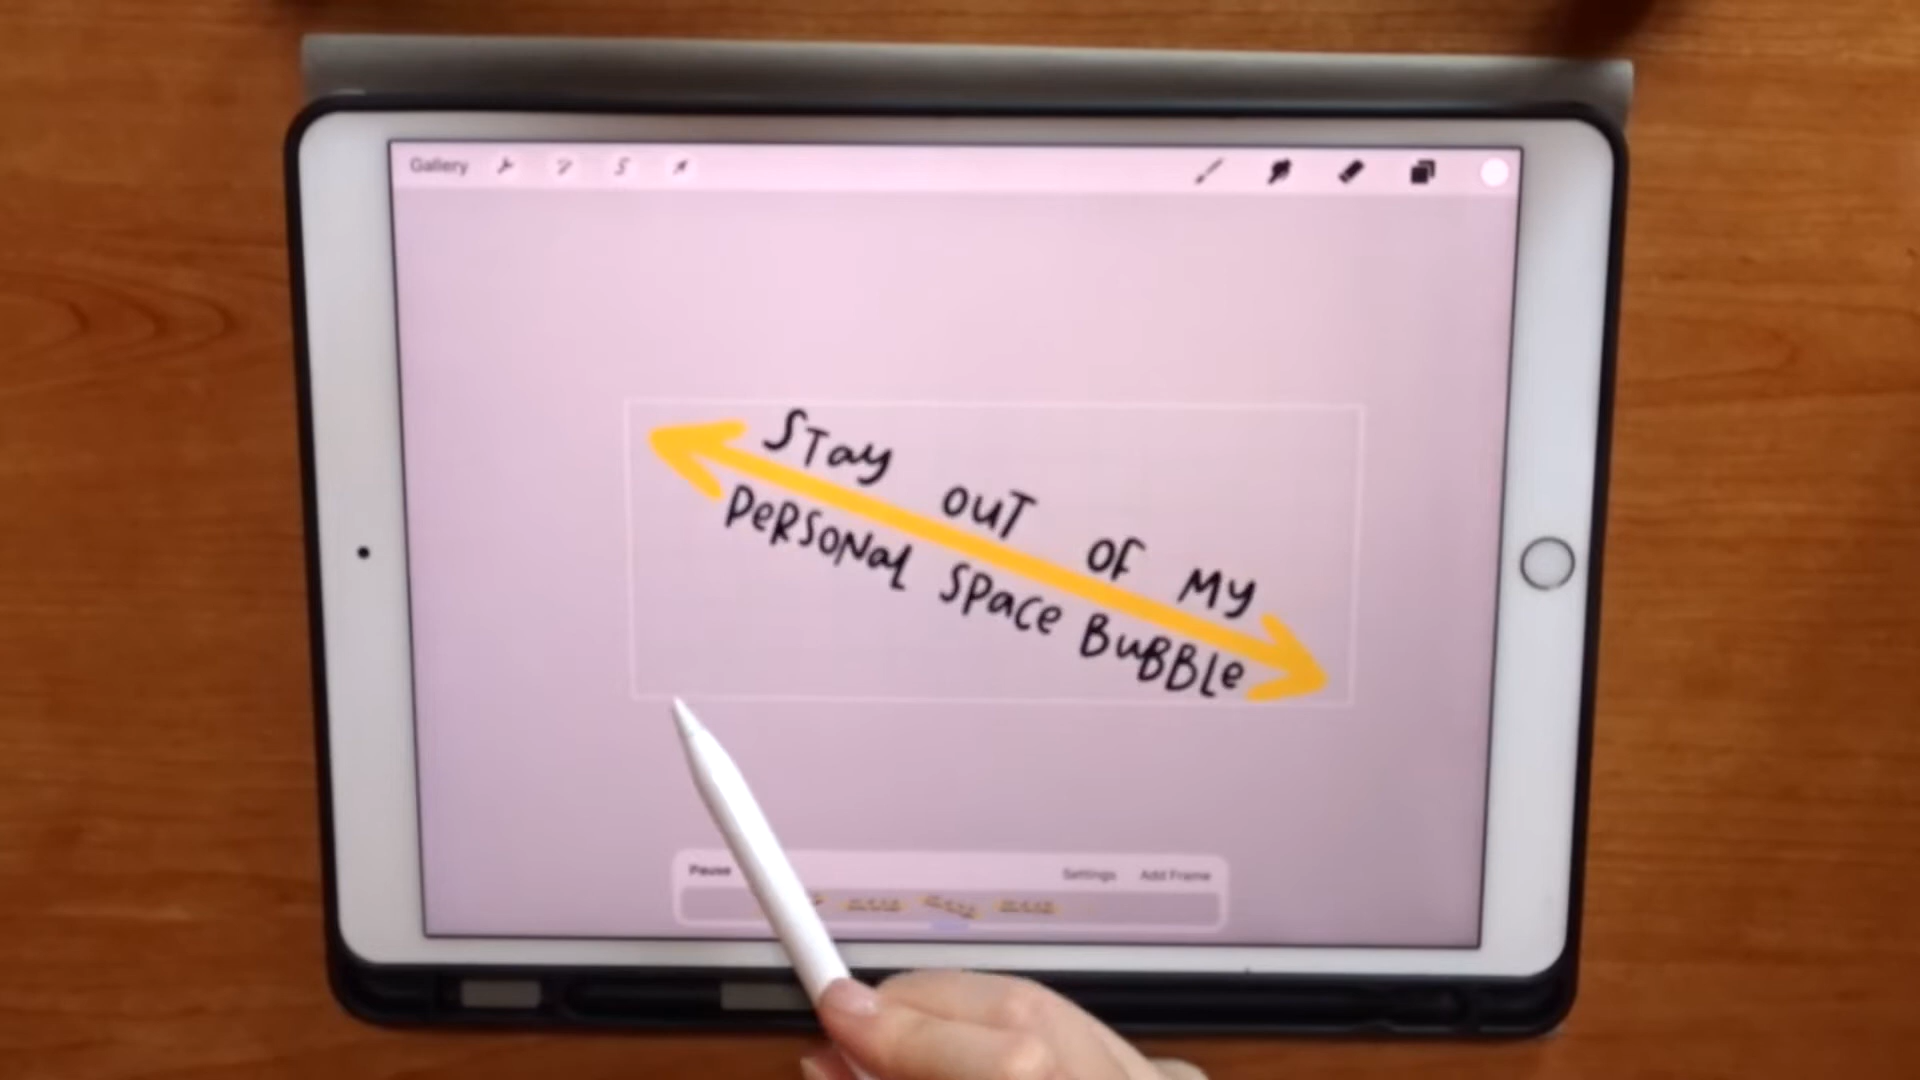 Gallery
STay ouT of My
PeRSoNal SPace BuBBLe
Pause Settings Add Frame